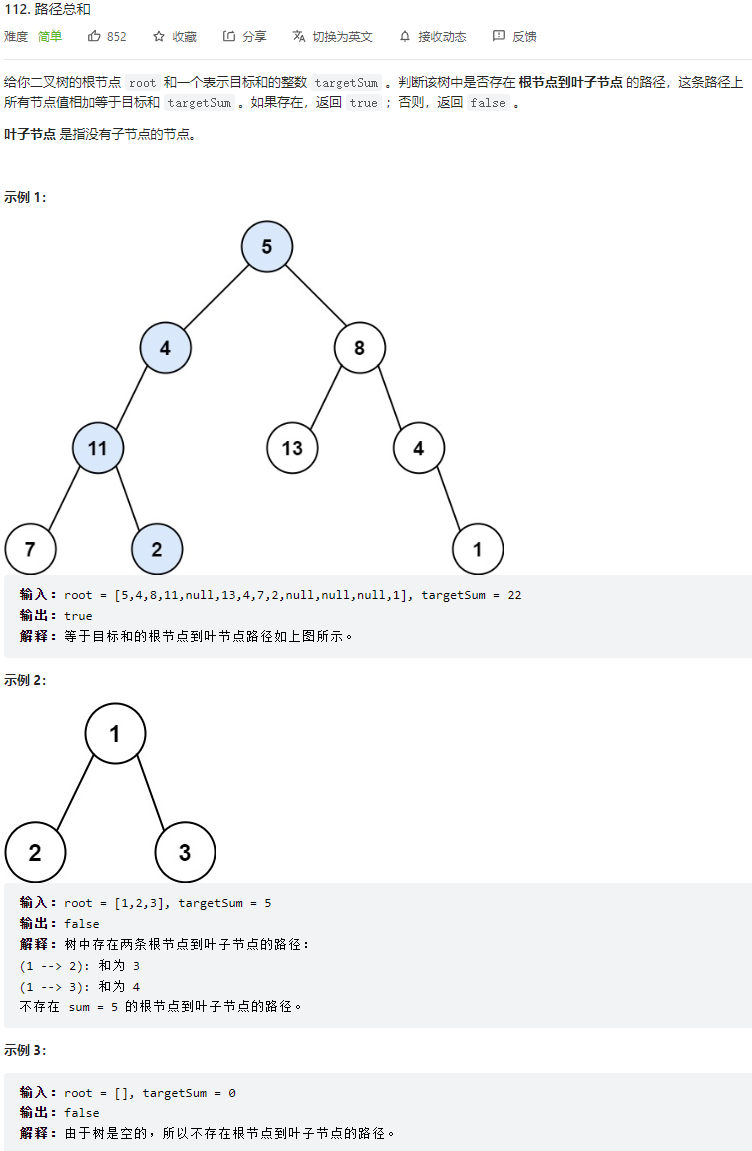 112. 路径总和
难度 简单 852 收藏 分享 切换为英文 接收动态 反馈
给你二叉树的根节点 root 和一个表示目标和的整数 targetSum 。判断该树中是否存在 根节点到叶子节点 的路径，这条路径上
所有节点值相加等于目标和 targetSum 。如果存在，返回 true ；否则，返回 false 。
叶子节点 是指没有子节点的节点。
示例 1：
5
4 8
11 13 4
7 2 1
输入：root = [5,4,8,11,null,13,4,7,2,null,null,null,1], targetSum = 22
输出：true
解释：等于目标和的根节点到叶节点路径如上图所示。
示例 2：
1
2 3
输入：root = [1,2,3], targetSum = 5
输出：false
解释：树中存在两条根节点到叶子节点的路径：
(1 --> 2): 和为 3
(1 --> 3): 和为 4
不存在 sum = 5 的根节点到叶子节点的路径。
示例 3：
输入：root = [], targetSum = 0
输出：false
解释：由于树是空的，所以不存在根节点到叶子节点的路径。